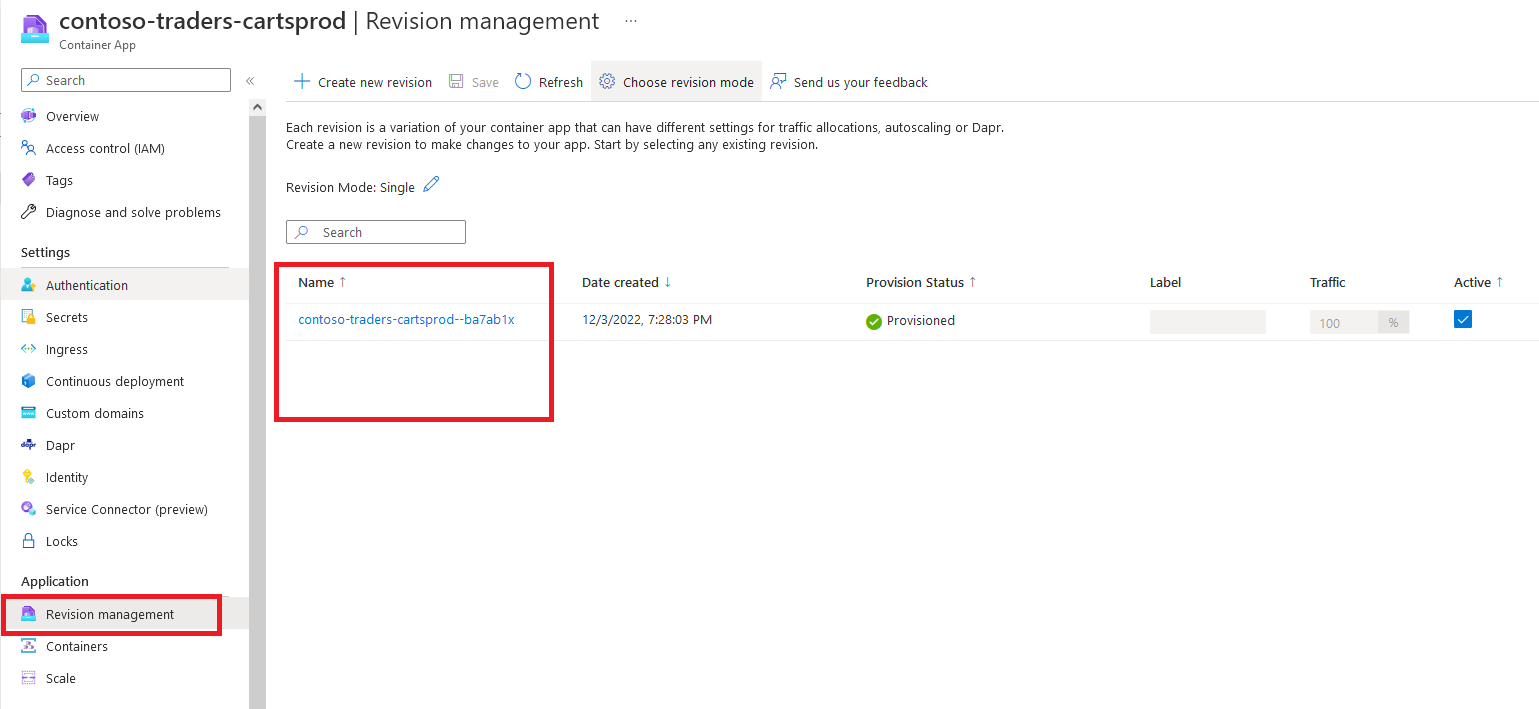 contoso-traders-cartsprod | Revision management ...
Container App
Search
«
Overview
Access control (IAM)
Tags
Diagnose and solve problems
Settings
Authentication
Secrets
Ingress
Continuous deployment
Custom domains
Dapr
Identity
Service Connector (preview)
Locks
Application
Revision management
Containers
Scale
Create new revision Save Refresh Choose revision mode Send us your feedback
Each revision is a variation of your container app that can have different settings for traffic allocations, autoscaling or Dapr.
Create a new revision to make changes to your app. Start by selecting any existing revision.
Revision Mode: Single
Search
Name ↑ Date created ↓ Provision Status ↑ Label Traffic Active ↑
contoso-traders-cartsprod--ba7ab1x 12/3/2022, 7:28:03 PM Provisioned 100 %